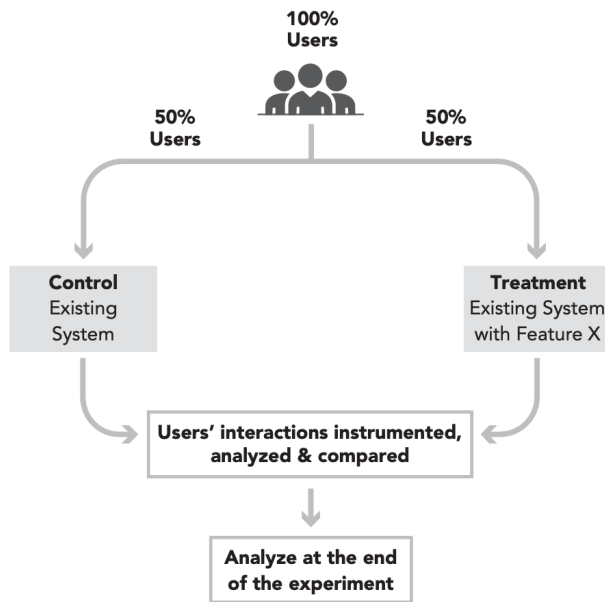 100%
Users
50%
Users
50%
Users
Control
Existing
System
Treatment
Existing System
with Feature X
Users’ interactions instrumented,
analyzed & compared
Analyze at the end
of the experiment